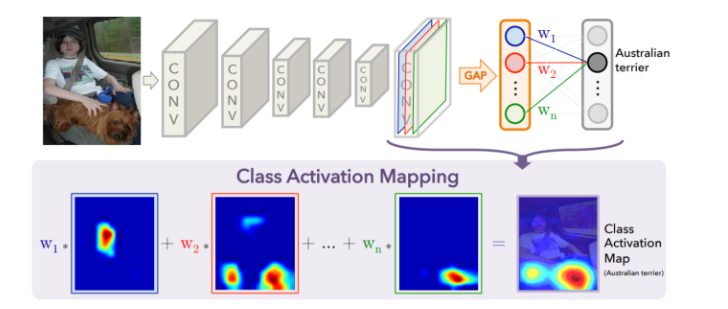 CONV
CONV
CONV
CONV
CONV
CONV
GAP
w₁
w₂
wₙ
Australian
terrier
Class Activation Mapping
w₁ * + w₂ * + ... + wₙ * =
Class
Activation
Map
(Australian terrier)